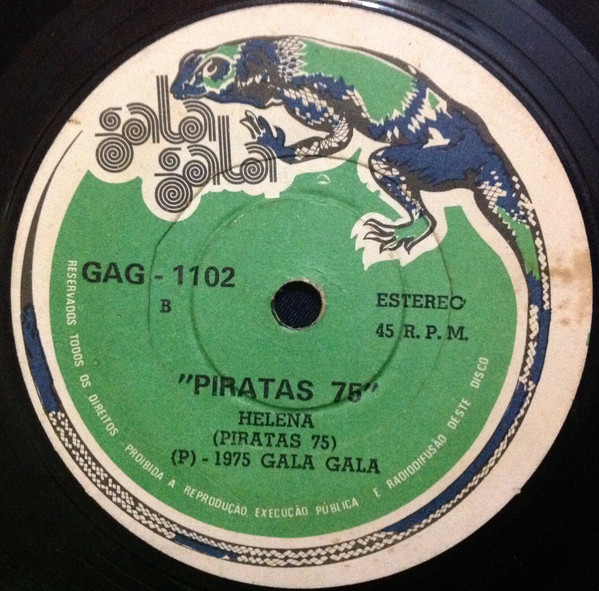 gala
gala
GAG - 1102
B
ESTEREO
45 R. P. M.
"PIRATAS 75"
HELENA
(PIRATAS 75)
(P) - 1975 GALA GALA
RESERVADOS TODOS OS DIREITOS - PROIBIDA A REPRODUÇÃO, EXECUÇÃO PÚBLICA E RADIODIFUSÃO DESTE DISCO